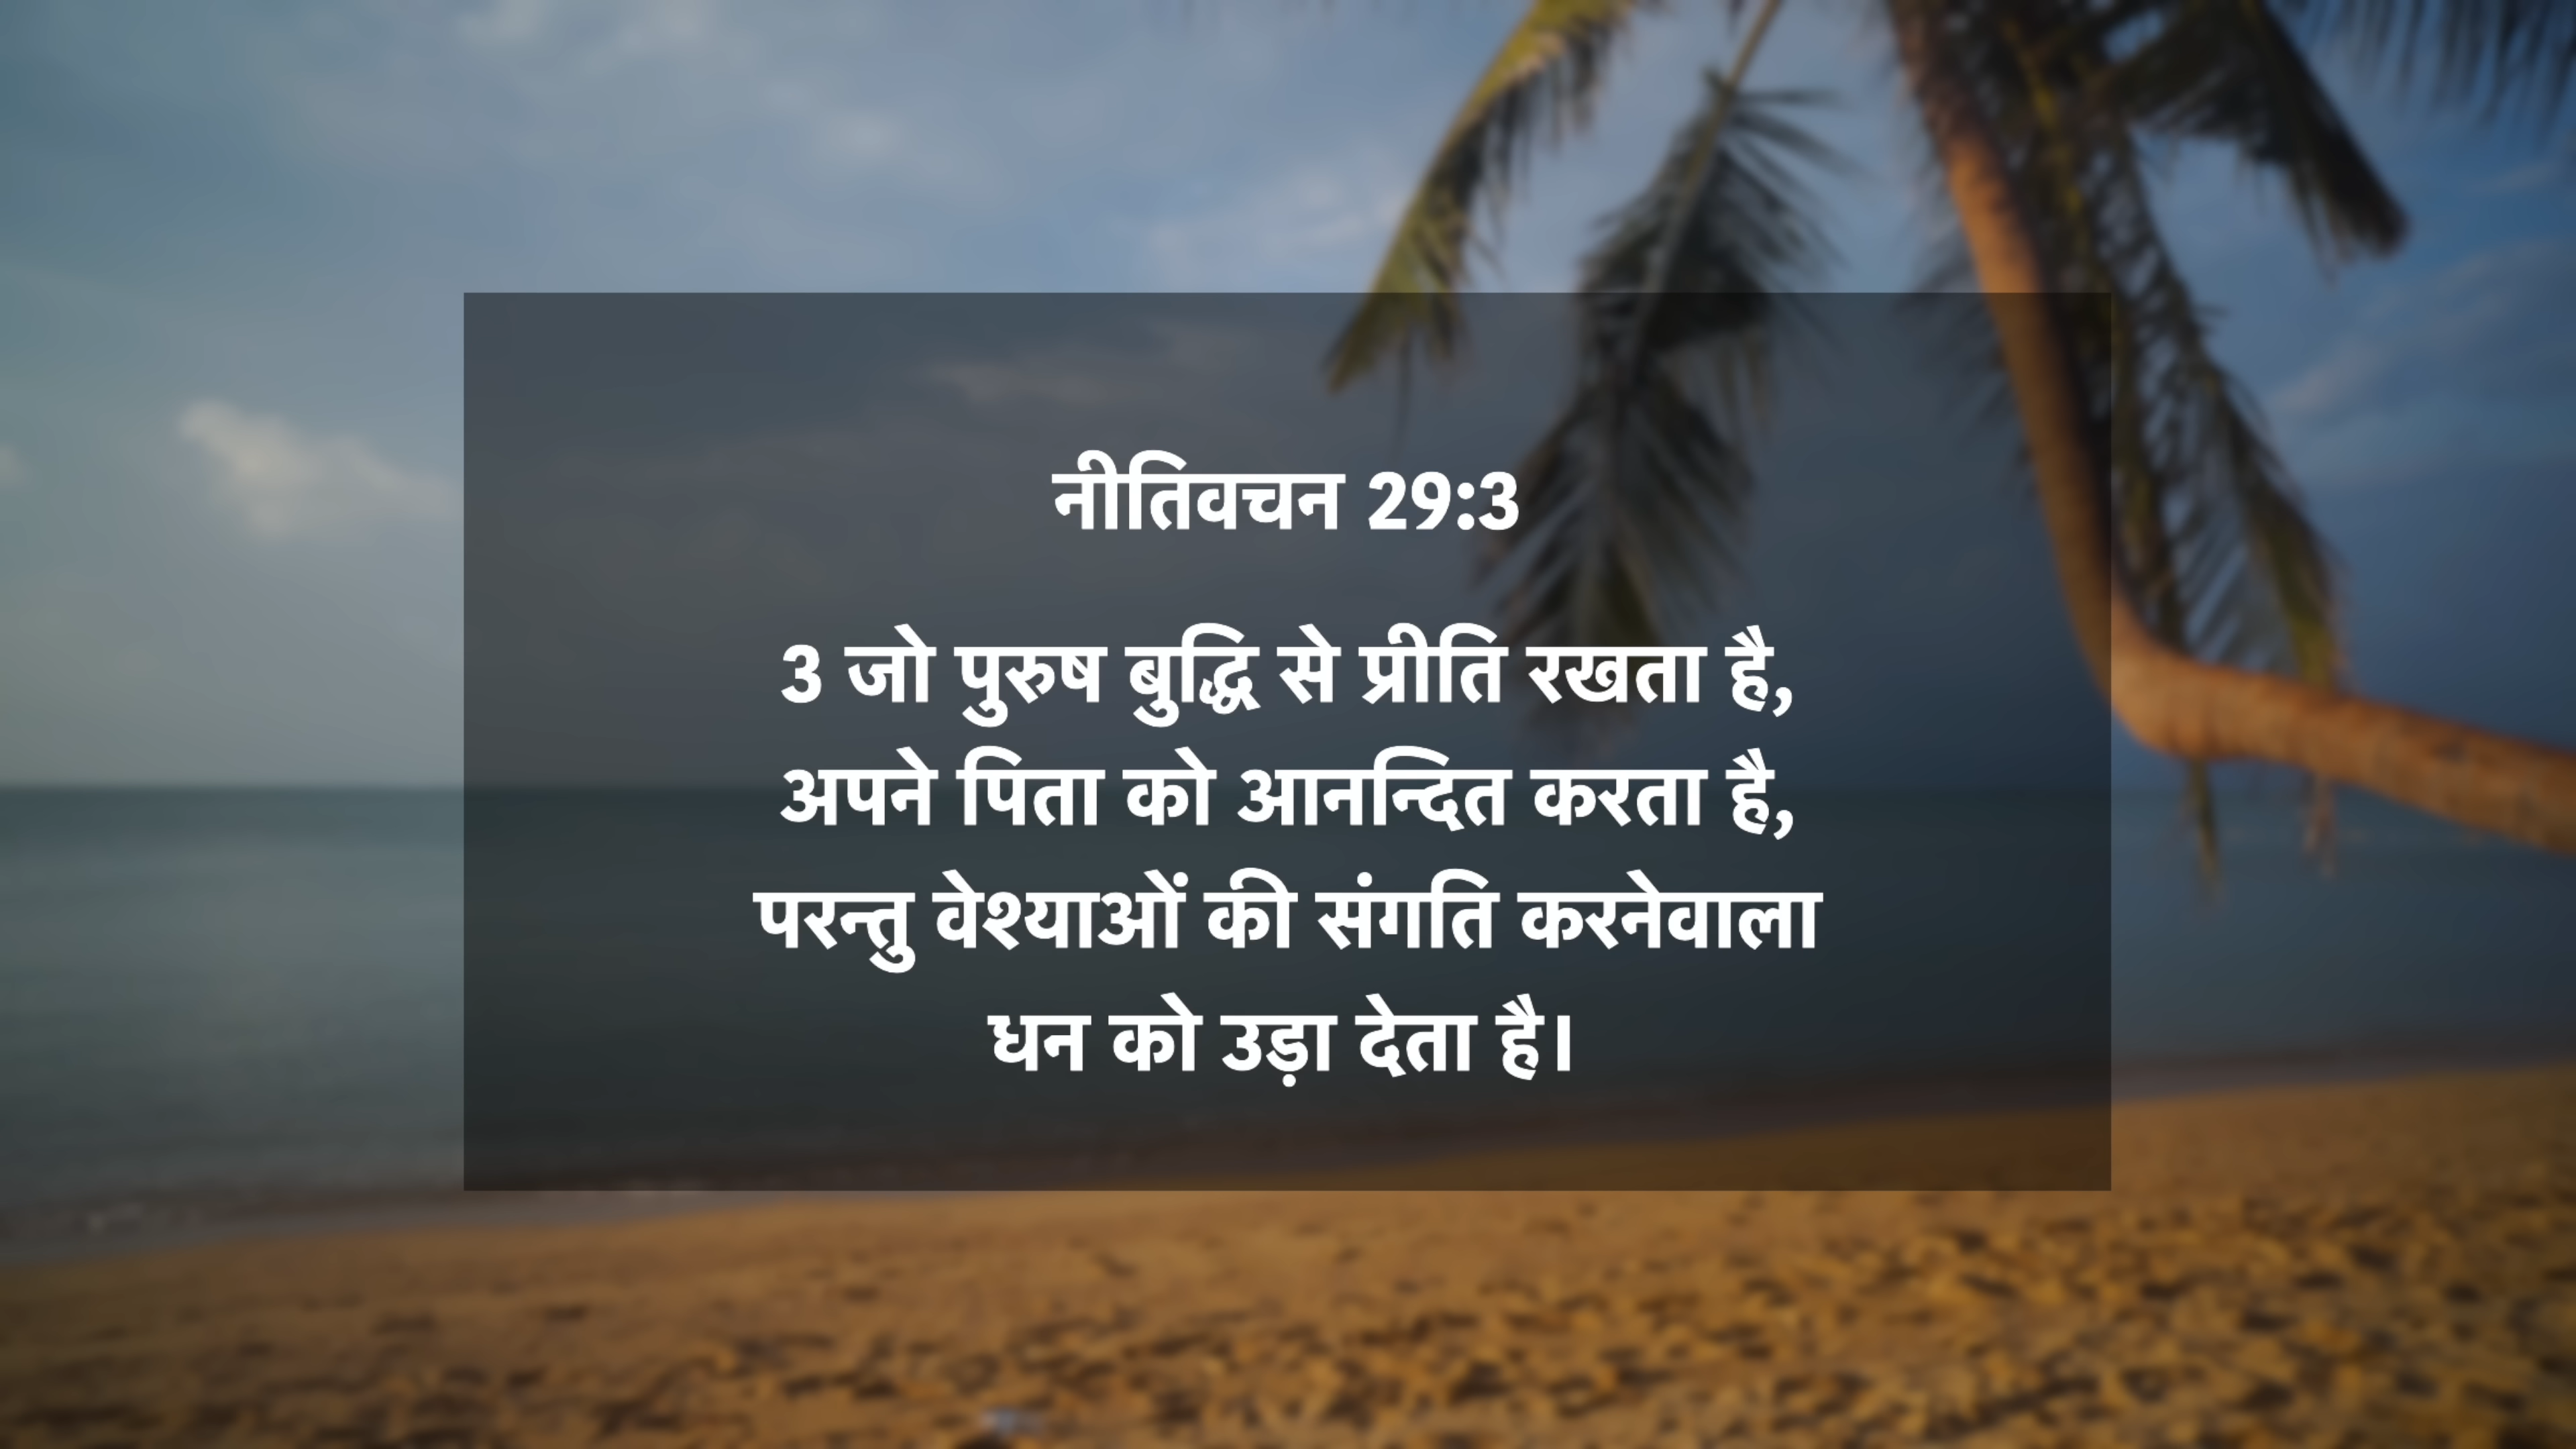 नीतिवचन 29:3
3 जो पुरुष बुद्धि से प्रीति रखता है,
अपने पिता को आनन्दित करता है,
परन्तु वेश्याओं की संगति करनेवाला
धन को उड़ा देता है।